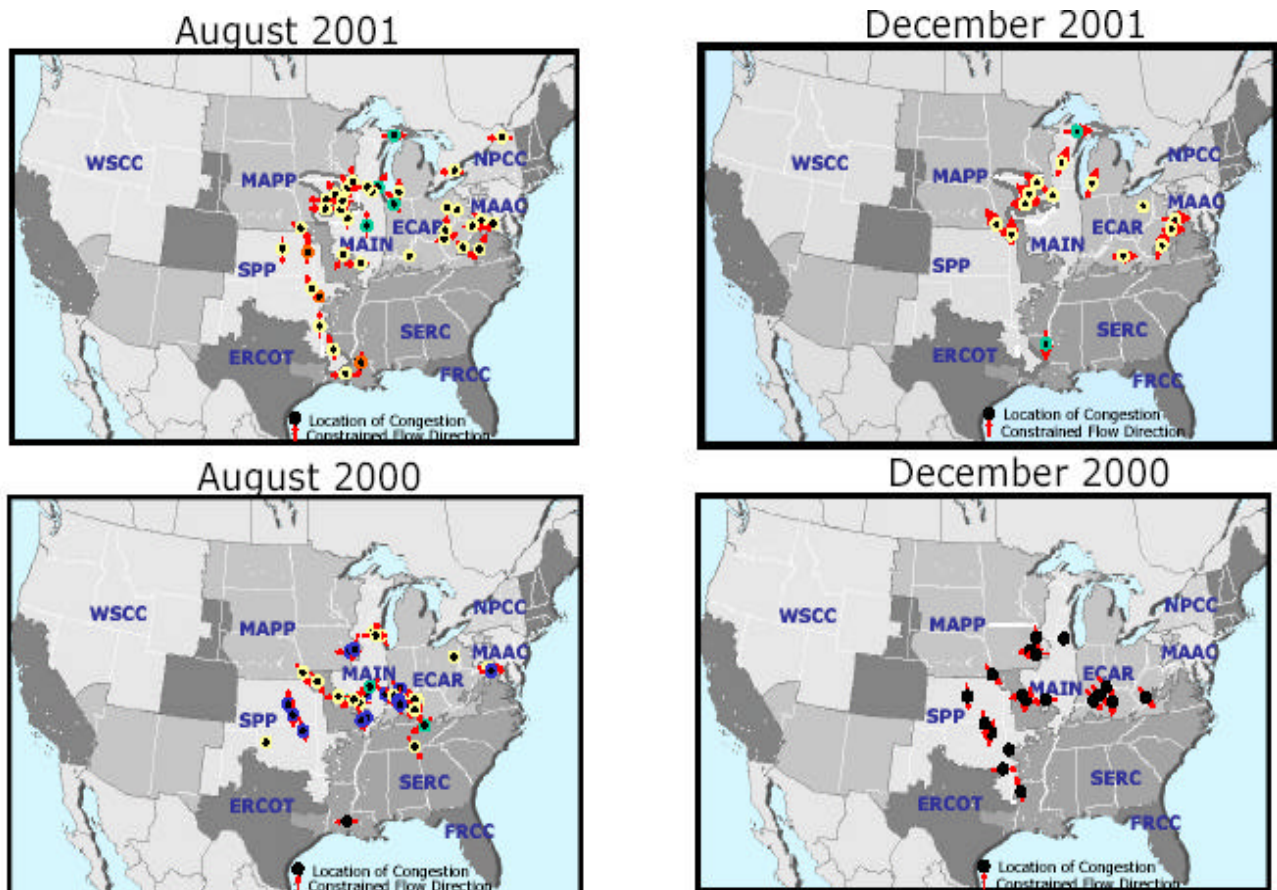 August 2001
WSCC
MAPP
NPCC
MAAC
ECAR
MAIN
SPP
SERC
ERCOT
FRCC
Location of Congestion
Constrained Flow Direction
December 2001
WSCC
MAPP
NPCC
MAAC
ECAR
MAIN
SPP
SERC
ERCOT
FRCC
Location of Congestion
Constrained Flow Direction
August 2000
WSCC
MAPP
NPCC
MAAC
MAIN
ECAR
SPP
SERC
ERCOT
FRCC
Location of Congestion
Constrained Flow Direction
December 2000
WSCC
MAPP
NPCC
MAAC
ECAR
MAIN
SPP
SERC
ERCOT
FRCC
Location of Congestion
Constrained Flow Direction